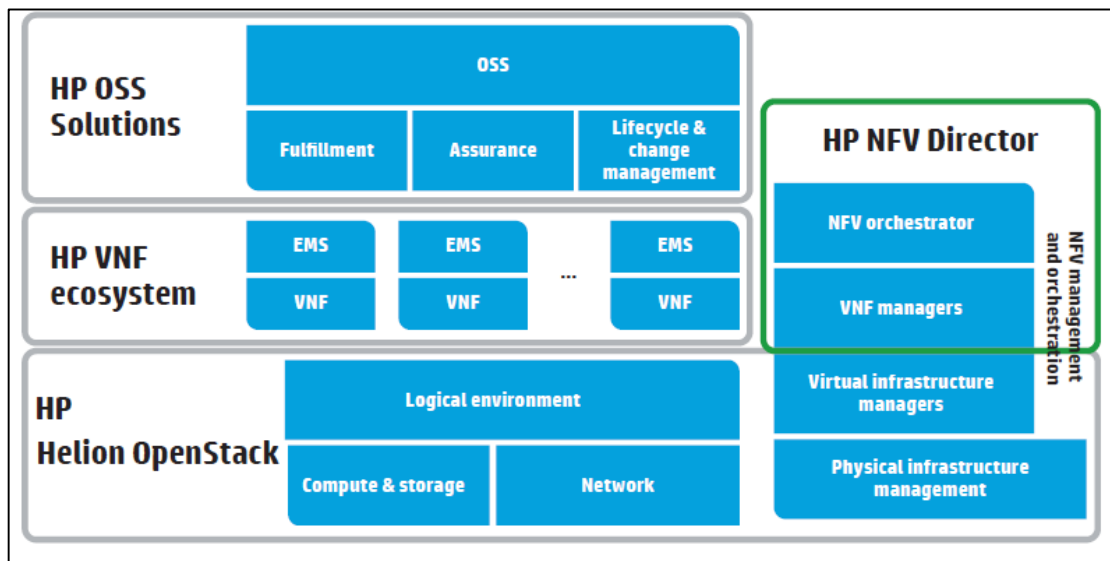 HP OSS
Solutions
OSS
Fulfillment
Assurance
Lifecycle &
change
management
HP VNF
ecosystem
EMS
EMS
EMS
...
VNF
VNF
VNF
HP
Helion OpenStack
Logical environment
Compute & storage
Network
HP NFV Director
NFV orchestrator
VNF managers
Virtual infrastructure
managers
Physical infrastructure
management
NFV management
and orchestration